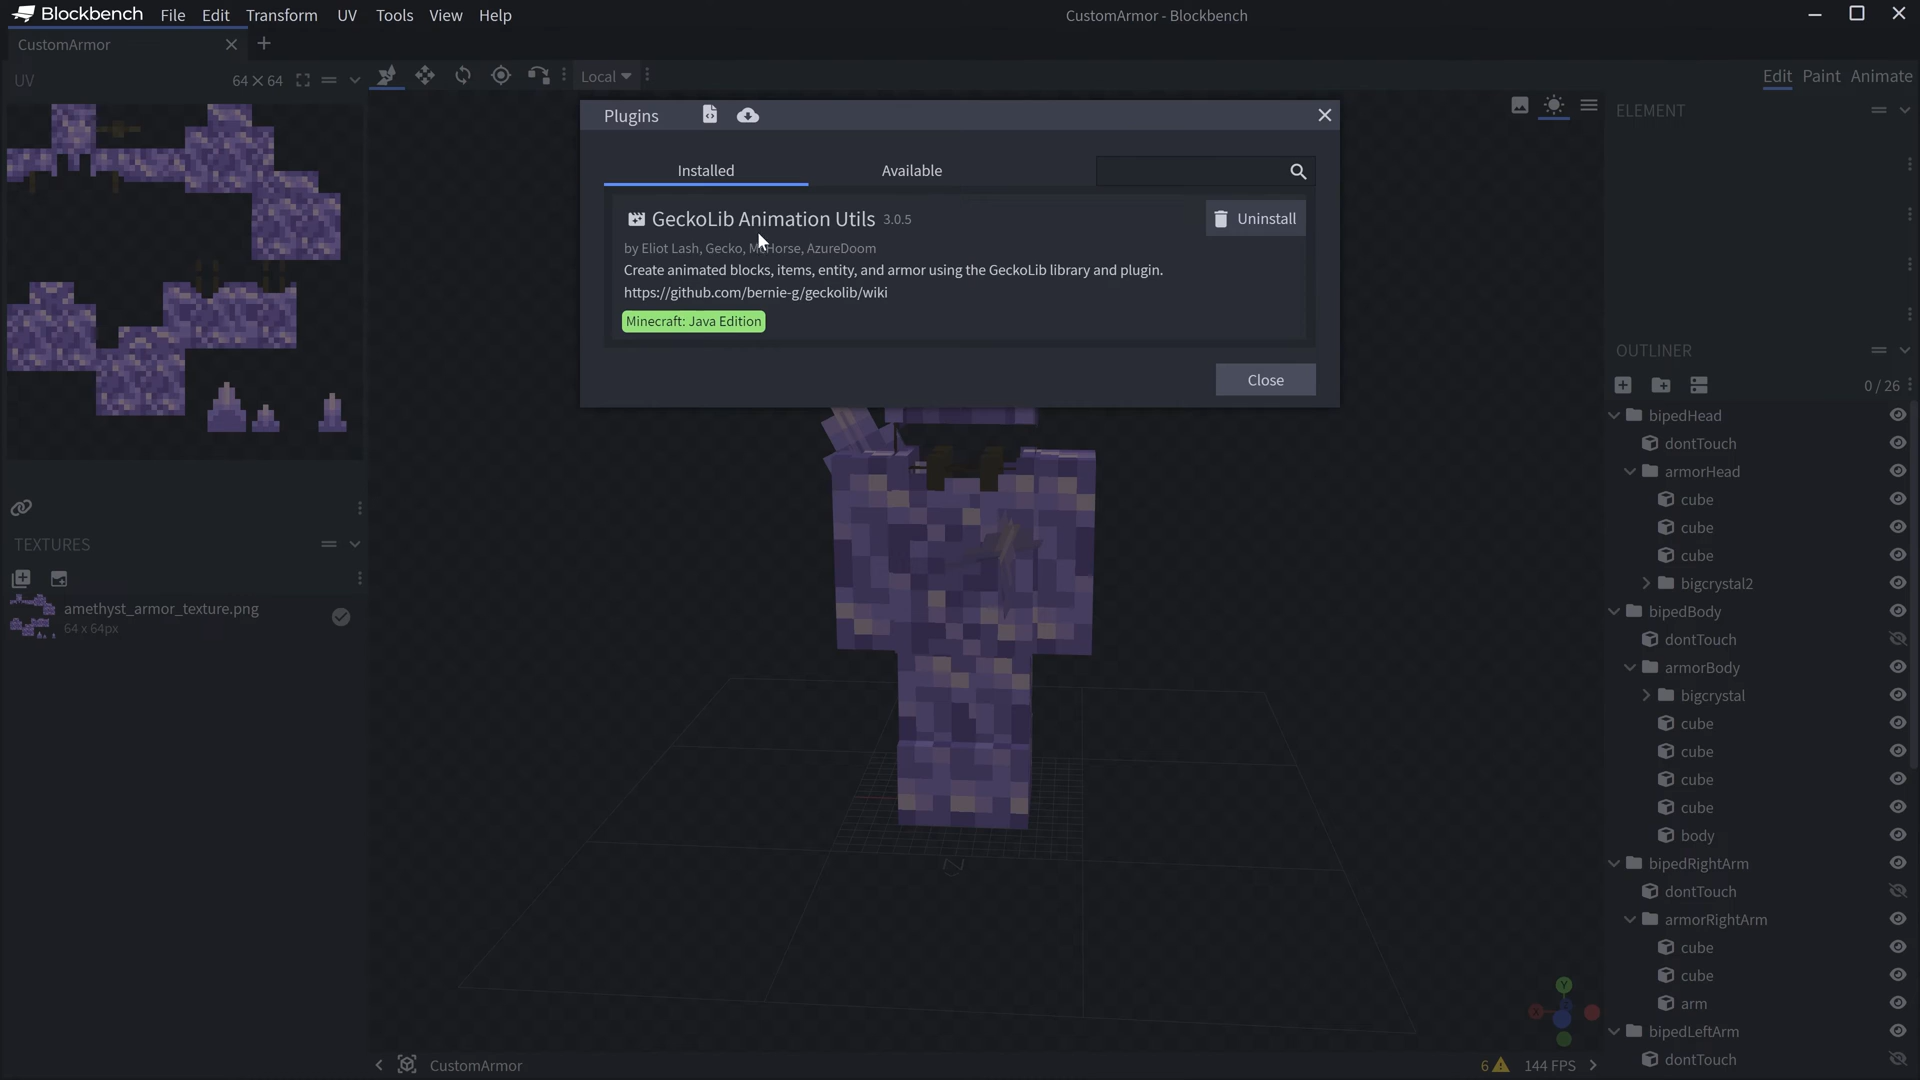 Blockbench File Edit Transform UV Tools View Help
CustomArmor - Blockbench
CustomArmor
UV 64×64
Local
Edit Paint Animate
Plugins
Installed Available
GeckoLib Animation Utils 3.0.5
Uninstall
by Eliot Lash, Gecko, McHorse, AzureDoom
Create animated blocks, items, entity, and armor using the GeckoLib library and plugin.
https://github.com/bernie-g/geckolib/wiki
Minecraft: Java Edition
Close
TEXTURES
amethyst_armor_texture.png
64 x 64px
ELEMENT
OUTLINER
0 / 26
bipedHead
dontTouch
armorHead
cube
cube
cube
bigcrystal2
bipedBody
dontTouch
armorBody
bigcrystal
cube
cube
cube
cube
body
bipedRightArm
dontTouch
armorRightArm
cube
cube
arm
bipedLeftArm
dontTouch
Y
X
CustomArmor
6 144 FPS